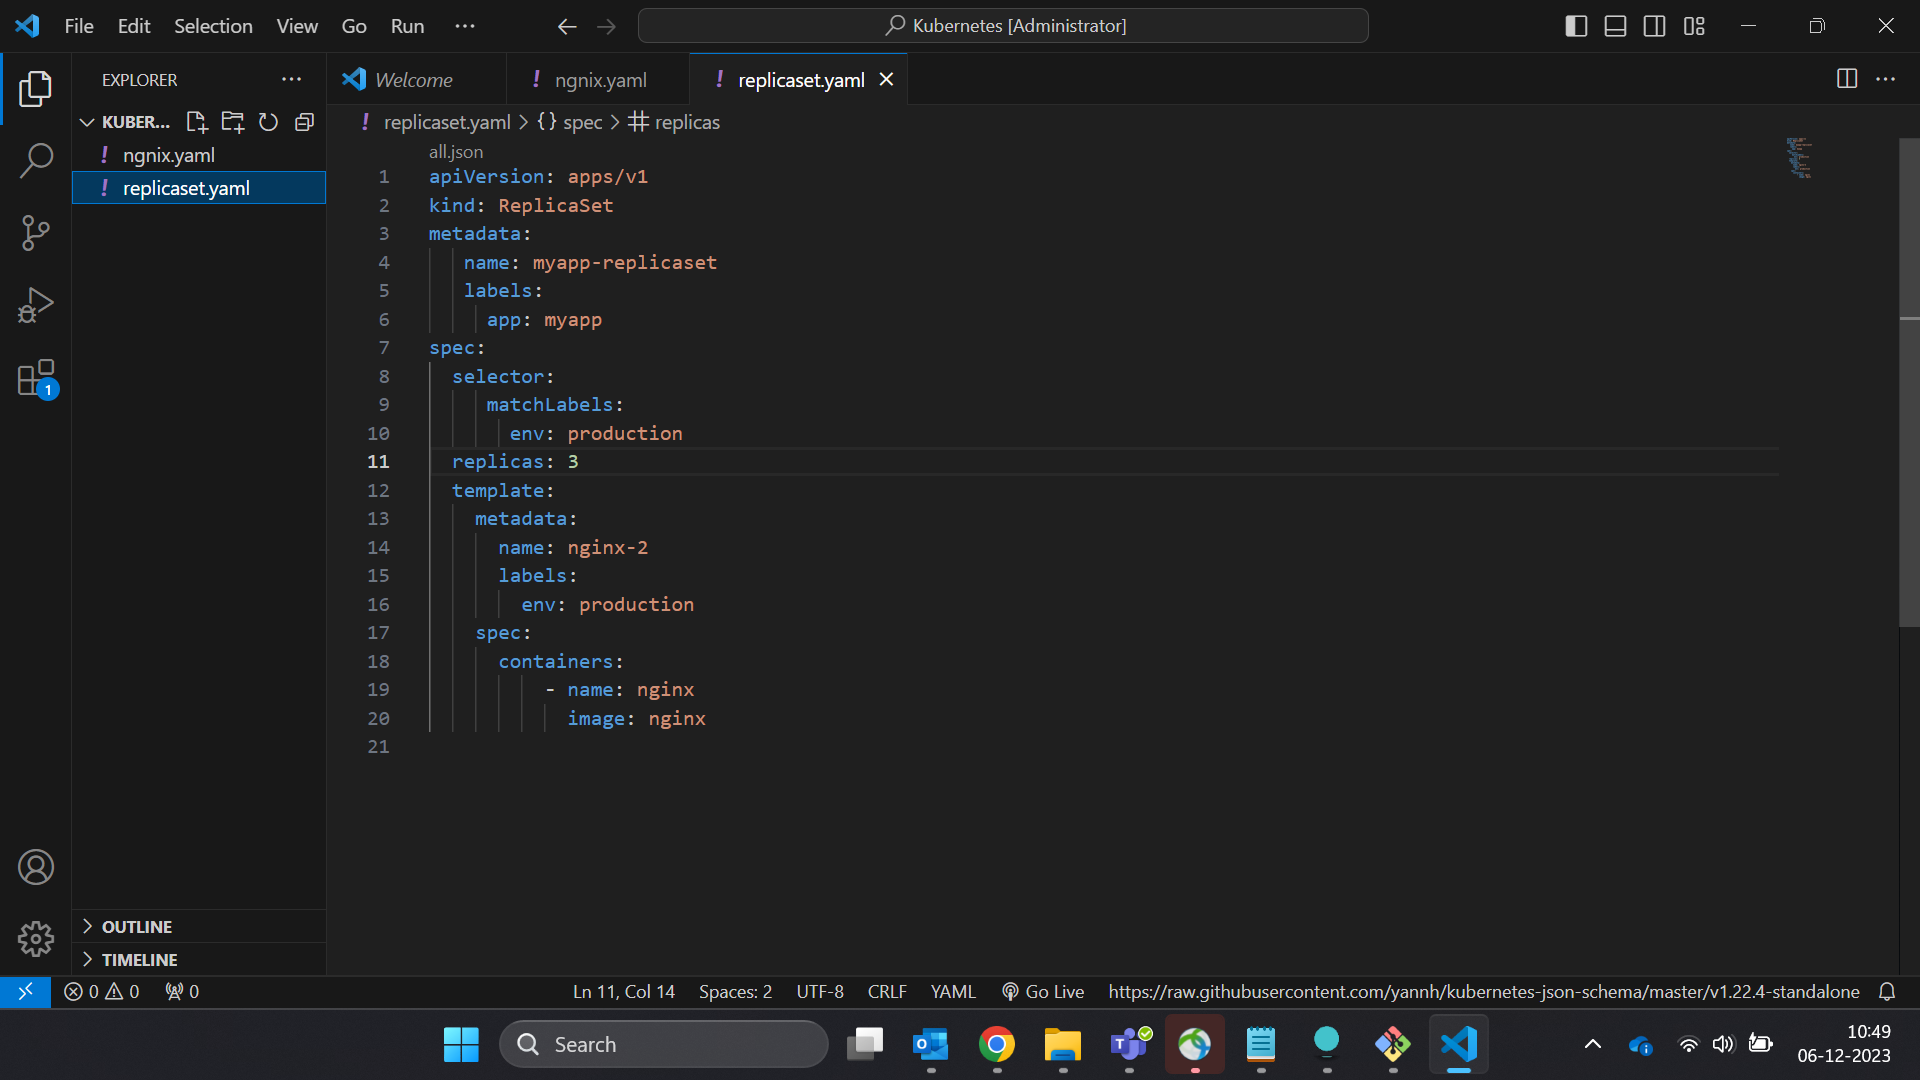 File Edit Selection View Go Run ···
Kubernetes [Administrator]
EXPLORER ···
KUBER...
ngnix.yaml
replicaset.yaml
OUTLINE
TIMELINE
1
Welcome ! ngnix.yaml ! replicaset.yaml
! replicaset.yaml > {} spec > # replicas
all.json
1 apiVersion: apps/v1
2 kind: ReplicaSet
3 metadata:
4 name: myapp-replicaset
5 labels:
6 app: myapp
7 spec:
8 selector:
9 matchLabels:
10 env: production
11 replicas: 3
12 template:
13 metadata:
14 name: nginx-2
15 labels:
16 env: production
17 spec:
18 containers:
19 - name: nginx
20 image: nginx
21
0 0 0 Ln 11, Col 14 Spaces: 2 UTF-8 CRLF YAML Go Live https://raw.githubusercontent.com/yannh/kubernetes-json-schema/master/v1.22.4-standalone
Search
10:49
06-12-2023